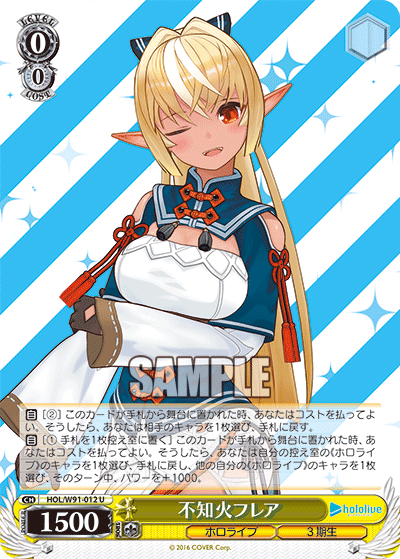 LEVEL
0
0
COST
SAMPLE
自［②］ このカードが手札から舞台に置かれた時、あなたはコストを払ってよ
い。そうしたら、あなたは相手のキャラを1枚選び、手札に戻す。
自［① 手札を1枚控え室に置く］ このカードが手札から舞台に置かれた時、あ
なたはコストを払ってよい。そうしたら、あなたは自分の控え室の《ホロライ
ブ》のキャラを1枚選び、手札に戻し、他の自分の《ホロライブ》のキャラを1枚
選び、そのターン中、パワーを＋1000。
CH HOL/W91-012 U
1500
不知火フレア
hololive
ホロライブ
3期生
© 2016 COVER Corp.